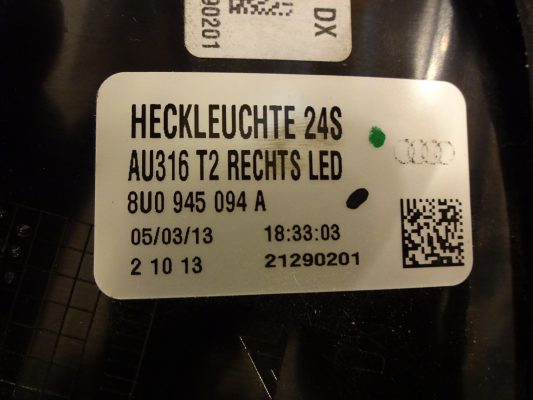 90201
DX
HECKLEUCHTE 24S
AU316 T2 RECHTS LED
8U0 945 094 A
05/03/13 18:33:03
2 10 13 21290201